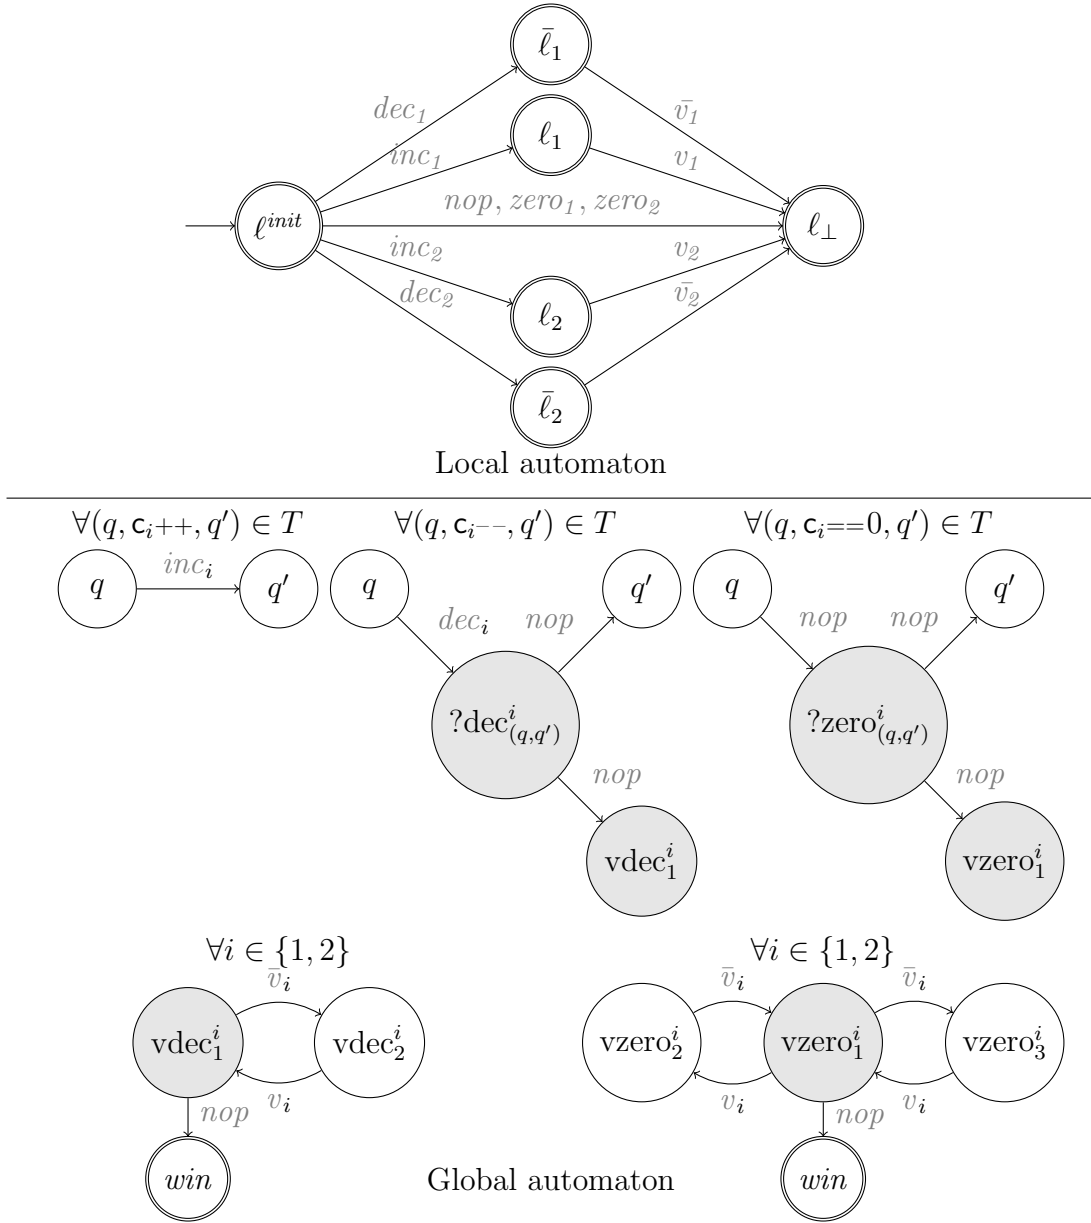 ℓ̄₁
dec₁
v̄₁
ℓ₁
inc₁
v₁
nop, zero₁, zero₂
ℓ^init
ℓ⊥
inc₂
v₂
dec₂
v̄₂
ℓ₂
ℓ̄₂
Local automaton
∀(q, cᵢ++, q′) ∈ T
∀(q, cᵢ--, q′) ∈ T
∀(q, cᵢ==0, q′) ∈ T
q
incᵢ
q′
q
decᵢ
nop
q′
q
nop
nop
q′
?dec^i_(q,q′)
?zero^i_(q,q′)
nop
nop
vdec^i_1
vzero^i_1
∀i ∈ {1, 2}
∀i ∈ {1, 2}
v̄ᵢ
v̄ᵢ
v̄ᵢ
vdec^i_1
vdec^i_2
vzero^i_2
vzero^i_1
vzero^i_3
vᵢ
vᵢ
vᵢ
nop
nop
win
Global automaton
win